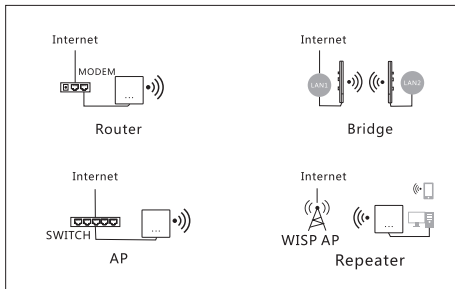 Internet
MODEM
Router
Internet
LAN1
LAN2
Bridge
Internet
SWITCH
AP
Internet
WISP AP
Repeater